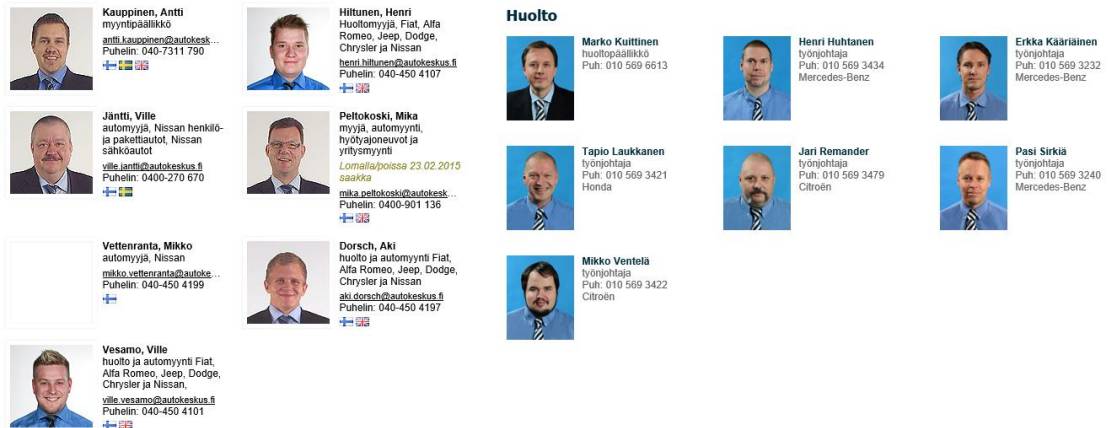 Kauppinen, Antti
myyntipäällikkö
antti.kauppinen@autokesk...
Puhelin: 040-7311 790
Hiltunen, Henri
Huoltomyyjä, Fiat, Alfa
Romeo, Jeep, Dodge,
Chrysler ja Nissan
henri.hiltunen@autokeskus.fi
Puhelin: 040-450 4107
Jäntti, Ville
automyyjä, Nissan henkilö-
ja pakettiautot, Nissan
sähköautot
ville.jantti@autokeskus.fi
Puhelin: 0400-270 670
Peltokoski, Mika
myyjä, automyynti,
hyötyajoneuvot ja
yritysmyynti
Lomalla/poissa 23.02.2015
saakka
mika.peltokoski@autokesk...
Puhelin: 0400-901 136
Vettenranta, Mikko
automyyjä, Nissan
mikko.vettenranta@autoke...
Puhelin: 040-450 4199
Dorsch, Aki
huolto ja automyynti Fiat,
Alfa Romeo, Jeep, Dodge,
Chrysler ja Nissan
aki.dorsch@autokeskus.fi
Puhelin: 040-450 4197
Vesamo, Ville
huolto ja automyynti Fiat,
Alfa Romeo, Jeep, Dodge,
Chrysler ja Nissan,
ville.vesamo@autokeskus.fi
Puhelin: 040-450 4101
Huolto
Marko Kuittinen
huoltopäällikkö
Puh: 010 569 6613
Henri Huhtanen
työnjohtaja
Puh: 010 569 3434
Mercedes-Benz
Erkka Kääriäinen
työnjohtaja
Puh: 010 569 3232
Mercedes-Benz
Tapio Laukkanen
työnjohtaja
Puh: 010 569 3421
Honda
Jari Remander
työnjohtaja
Puh: 010 569 3479
Citroën
Pasi Sirkiä
työnjohtaja
Puh: 010 569 3240
Mercedes-Benz
Mikko Ventelä
työnjohtaja
Puh: 010 569 3422
Citroën